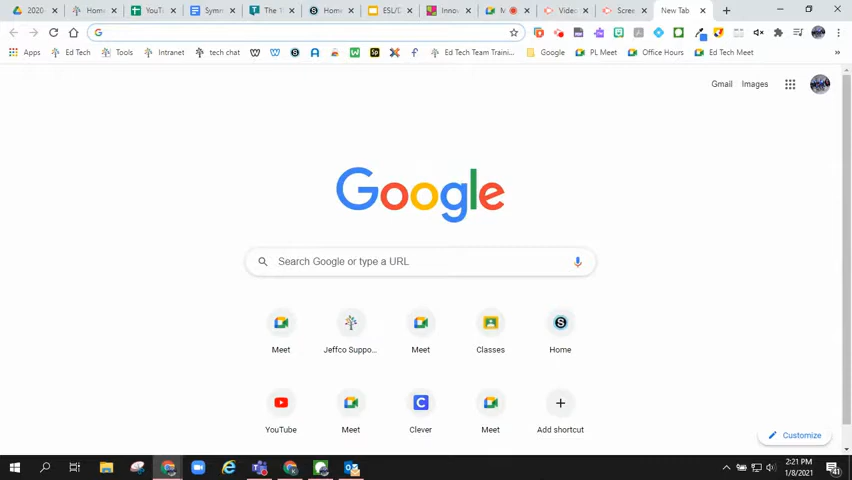 2020- Home YouT Symm The T Home ESL/D Innov M Video Scree New Tab
Apps Ed Tech Tools Intranet tech chat Ed Tech Team Traini... Google PL Meet Office Hours Ed Tech Meet
Gmail Images
Google
Search Google or type a URL
Meet Jeffco Suppo... Meet Classes Home
YouTube Meet Clever Meet Add shortcut
Customize
2:21 PM
1/8/2021